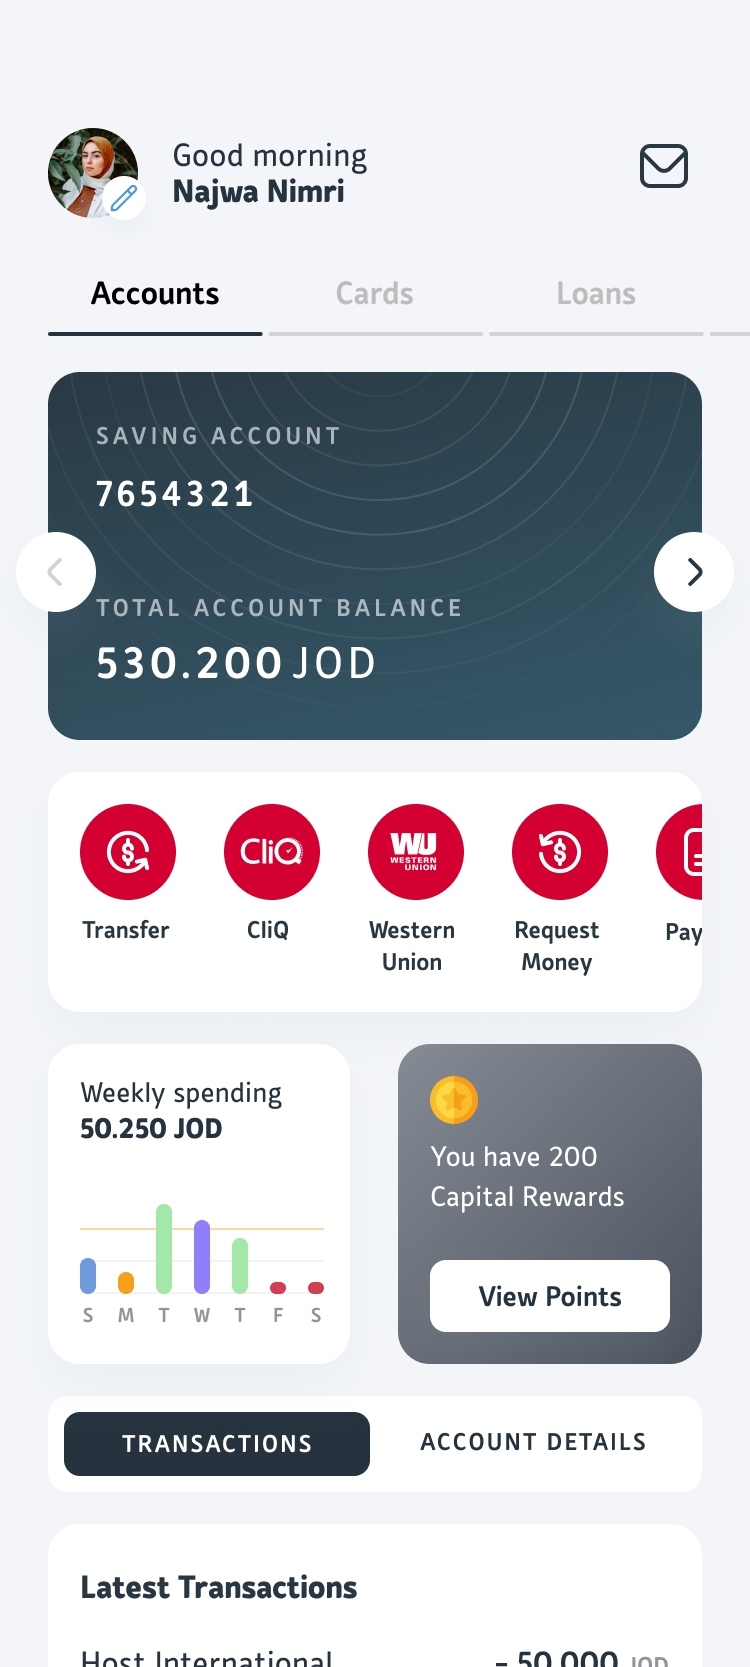 Good morning
Najwa Nimri
Accounts
Cards
Loans
SAVING ACCOUNT
7654321
TOTAL ACCOUNT BALANCE
530.200 JOD
CliQ
WU
WESTERN
UNION
Transfer
CliQ
Western
Union
Request
Money
Pay
Weekly spending
50.250 JOD
S M T W T F S
You have 200
Capital Rewards
View Points
TRANSACTIONS
ACCOUNT DETAILS
Latest Transactions
Host International
- 50.000 JOD